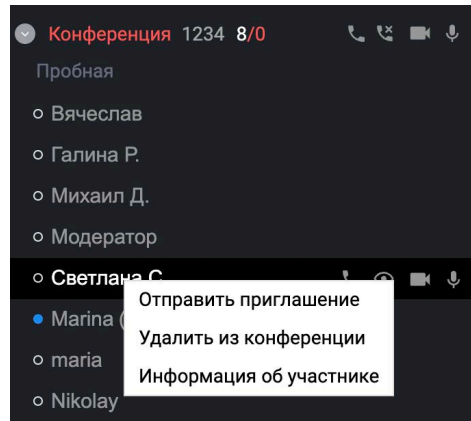 Конференция 1234 8/0
Пробная
Вячеслав
Галина Р.
Михаил Д.
Модератор
Светлана С.
Отправить приглашение
Marina (
Удалить из конференции
maria
Информация об участнике
Nikolay